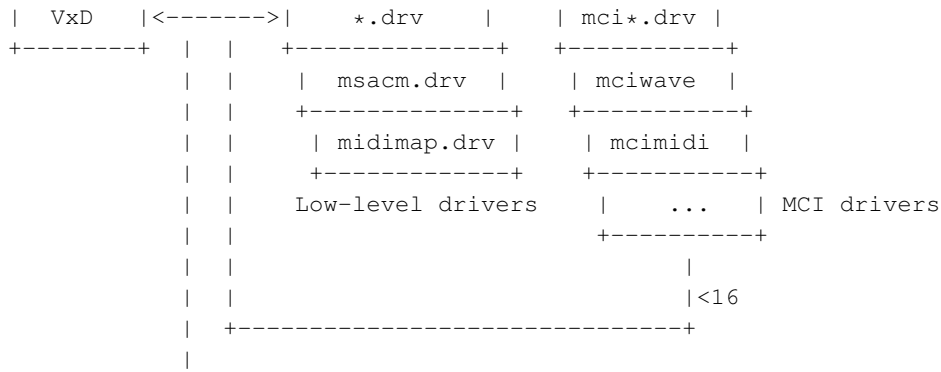 |  VxD   |<------->|    *.drv    |  | mci*.drv |
+--------+  |  |   +--------------+   +-----------+
            |  |    |  msacm.drv  |    | mciwave  |
            |  |    +--------------+    +-----------+
            |  |     | midimap.drv |     | mcimidi  |
            |  |     +-------------+     +-----------+
            |  |    Low-level drivers    |    ...   | MCI drivers
            |  |                         +----------+
            |  |                               |
            |  |                               |<16
            |  +-------------------------------+
            |